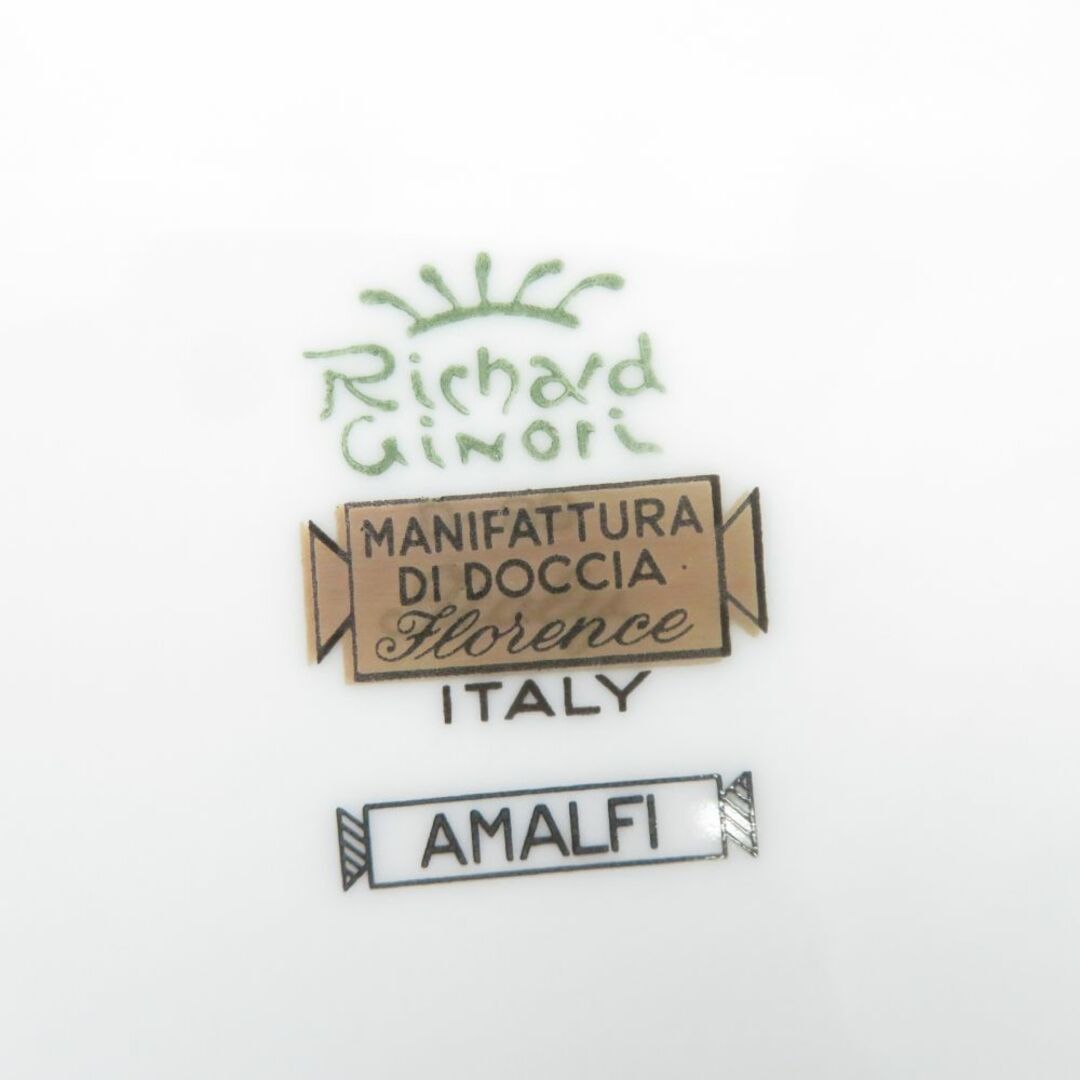 Richard
Ginori
MANIFATTURA
DI DOCCIA
Florence
ITALY
AMALFI